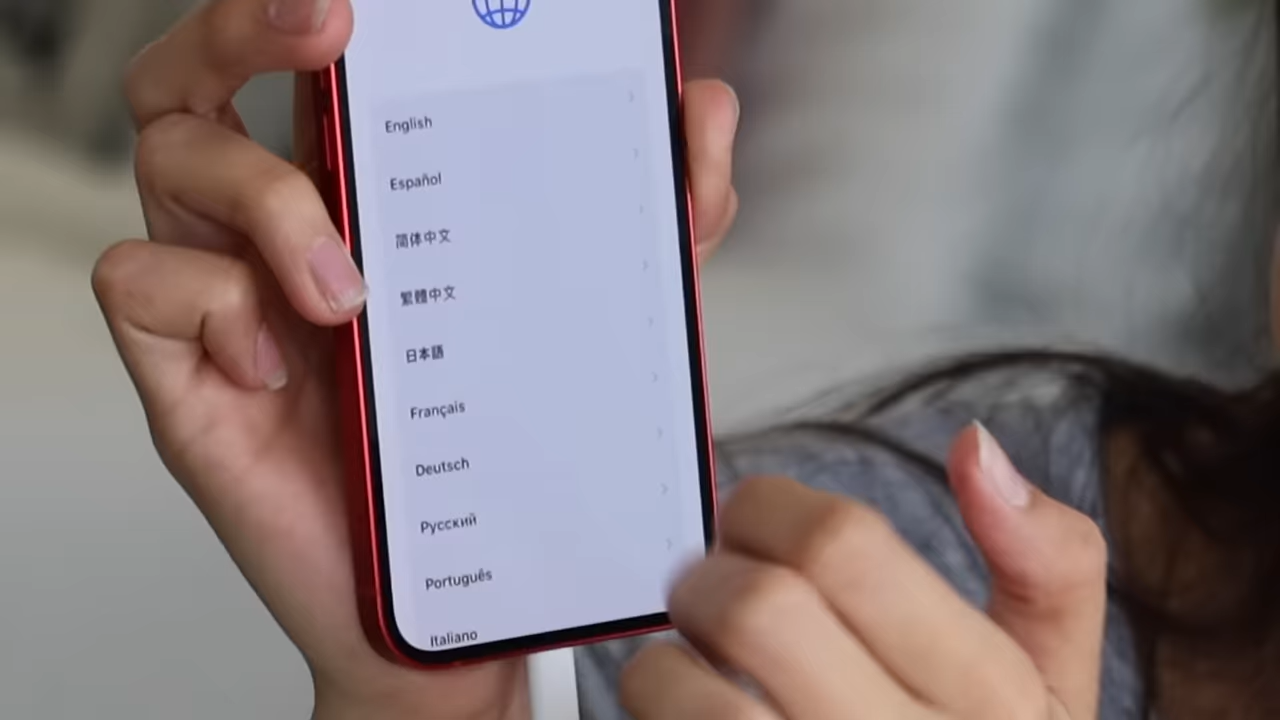 English
Español
简体中文
繁體中文
日本語
Français
Deutsch
Русский
Português
Italiano